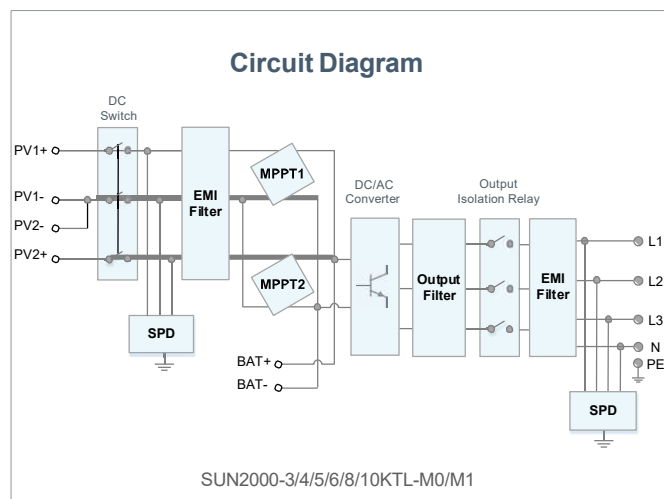 Circuit Diagram
DC
Switch
PV1+
PV1-
PV2-
PV2+
EMI
Filter
MPPT1
MPPT2
SPD
BAT+
BAT-
DC/AC
Converter
Output
Filter
Output
Isolation Relay
EMI
Filter
L1
L2
L3
N
PE
SPD
SUN2000-3/4/5/6/8/10KTL-M0/M1